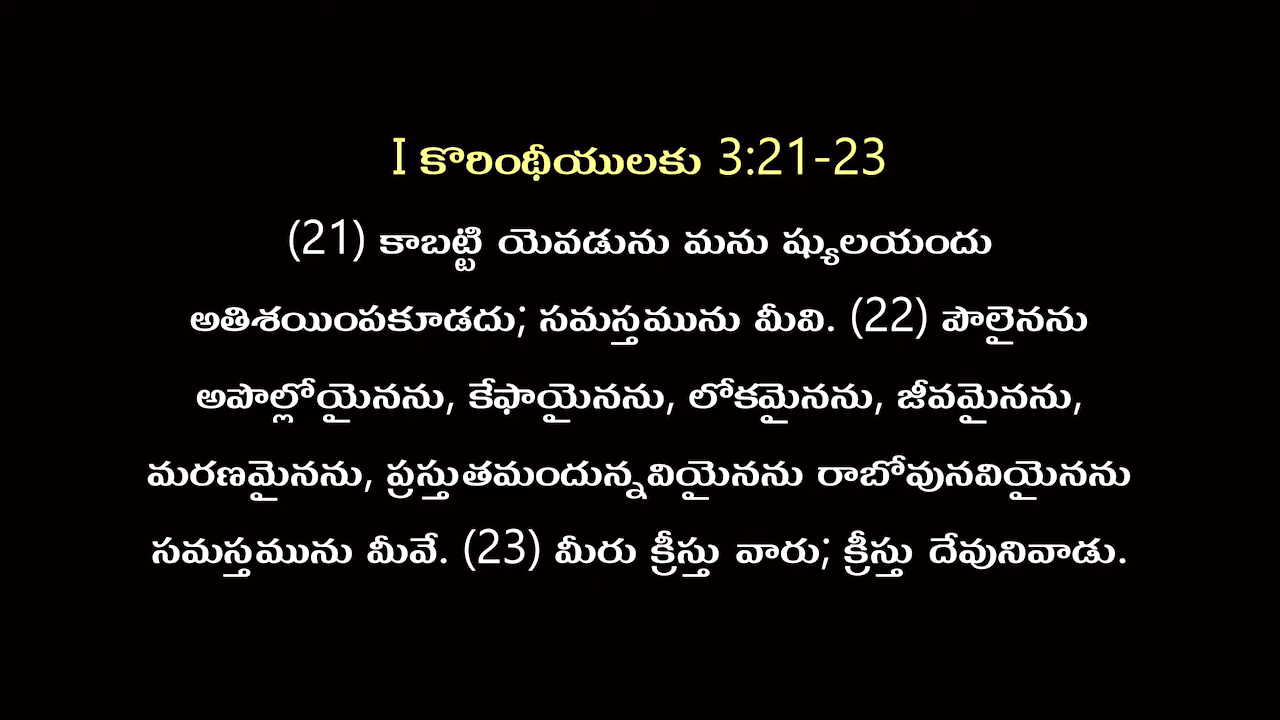 I కొరింథీయులకు 3:21-23
(21) కాబట్టి యెవడును మను ష్యులయందు
అతిశయింపకూడదు; సమస్తమును మీవి. (22) పౌలైనను
అపొల్లోయైనను, కేఫాయైనను, లోకమైనను, జీవమైనను,
మరణమైనను, ప్రస్తుతమందున్నవియైనను రాబోవునవియైనను
సమస్తమును మీవే. (23) మీరు క్రీస్తు వారు; క్రీస్తు దేవునివాడు.